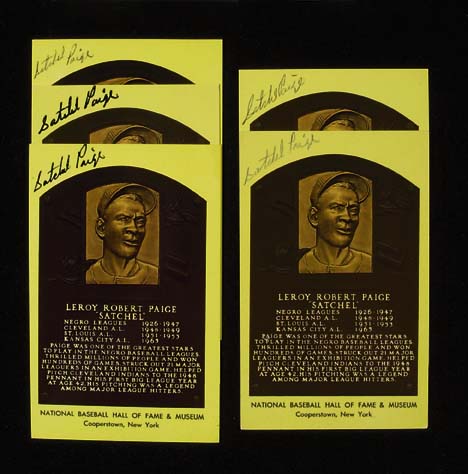 Satchel Paige
Satchel Paige
Satchel Paige
LEROY ROBERT PAIGE
"SATCHEL"
NEGRO LEAGUES 1926-1947
CLEVELAND A.L. 1948-1949
ST. LOUIS A.L. 1951-1953
KANSAS CITY A.L. 1965
PAIGE WAS ONE OF THE GREATEST STARS
TO PLAY IN THE NEGRO BASEBALL LEAGUES.
THRILLED MILLIONS OF PEOPLE AND WON
HUNDREDS OF GAMES. STRUCK OUT 21 MAJOR
LEAGUERS IN AN EXHIBITION GAME. HELPED
PITCH CLEVELAND INDIANS TO THE 1948
PENNANT IN HIS FIRST BIG LEAGUE YEAR
AT AGE 42. HIS PITCHING WAS A LEGEND
AMONG MAJOR LEAGUE HITTERS.
NATIONAL BASEBALL HALL OF FAME & MUSEUM
Cooperstown, New York
Satchel Paige
Satchel Paige
LEROY ROBERT PAIGE
"SATCHEL"
NEGRO LEAGUES 1926-1947
CLEVELAND A.L. 1948-1949
ST. LOUIS A.L. 1951-1953
KANSAS CITY A.L. 1965
PAIGE WAS ONE OF THE GREATEST STARS
TO PLAY IN THE NEGRO BASEBALL LEAGUES.
THRILLED MILLIONS OF PEOPLE AND WON
HUNDREDS OF GAMES. STRUCK OUT 21 MAJOR
LEAGUERS IN AN EXHIBITION GAME. HELPED
PITCH CLEVELAND INDIANS TO THE 1948
PENNANT IN HIS FIRST BIG LEAGUE YEAR
AT AGE 42. HIS PITCHING WAS A LEGEND
AMONG MAJOR LEAGUE HITTERS.
NATIONAL BASEBALL HALL OF FAME & MUSEUM
Cooperstown, New York